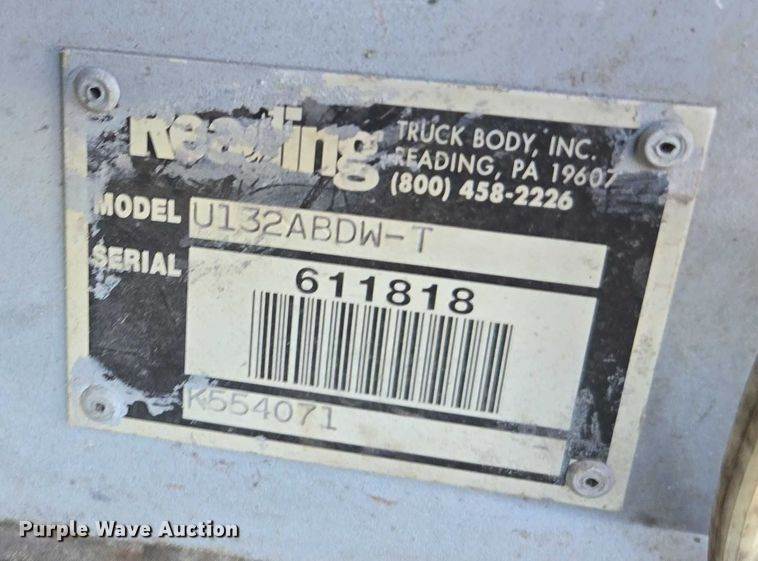 Reading
TRUCK BODY, INC.
READING, PA 19607
(800) 458-2226
MODEL U132ABDW-T
SERIAL
611818
K554071
Purple Wave Auction